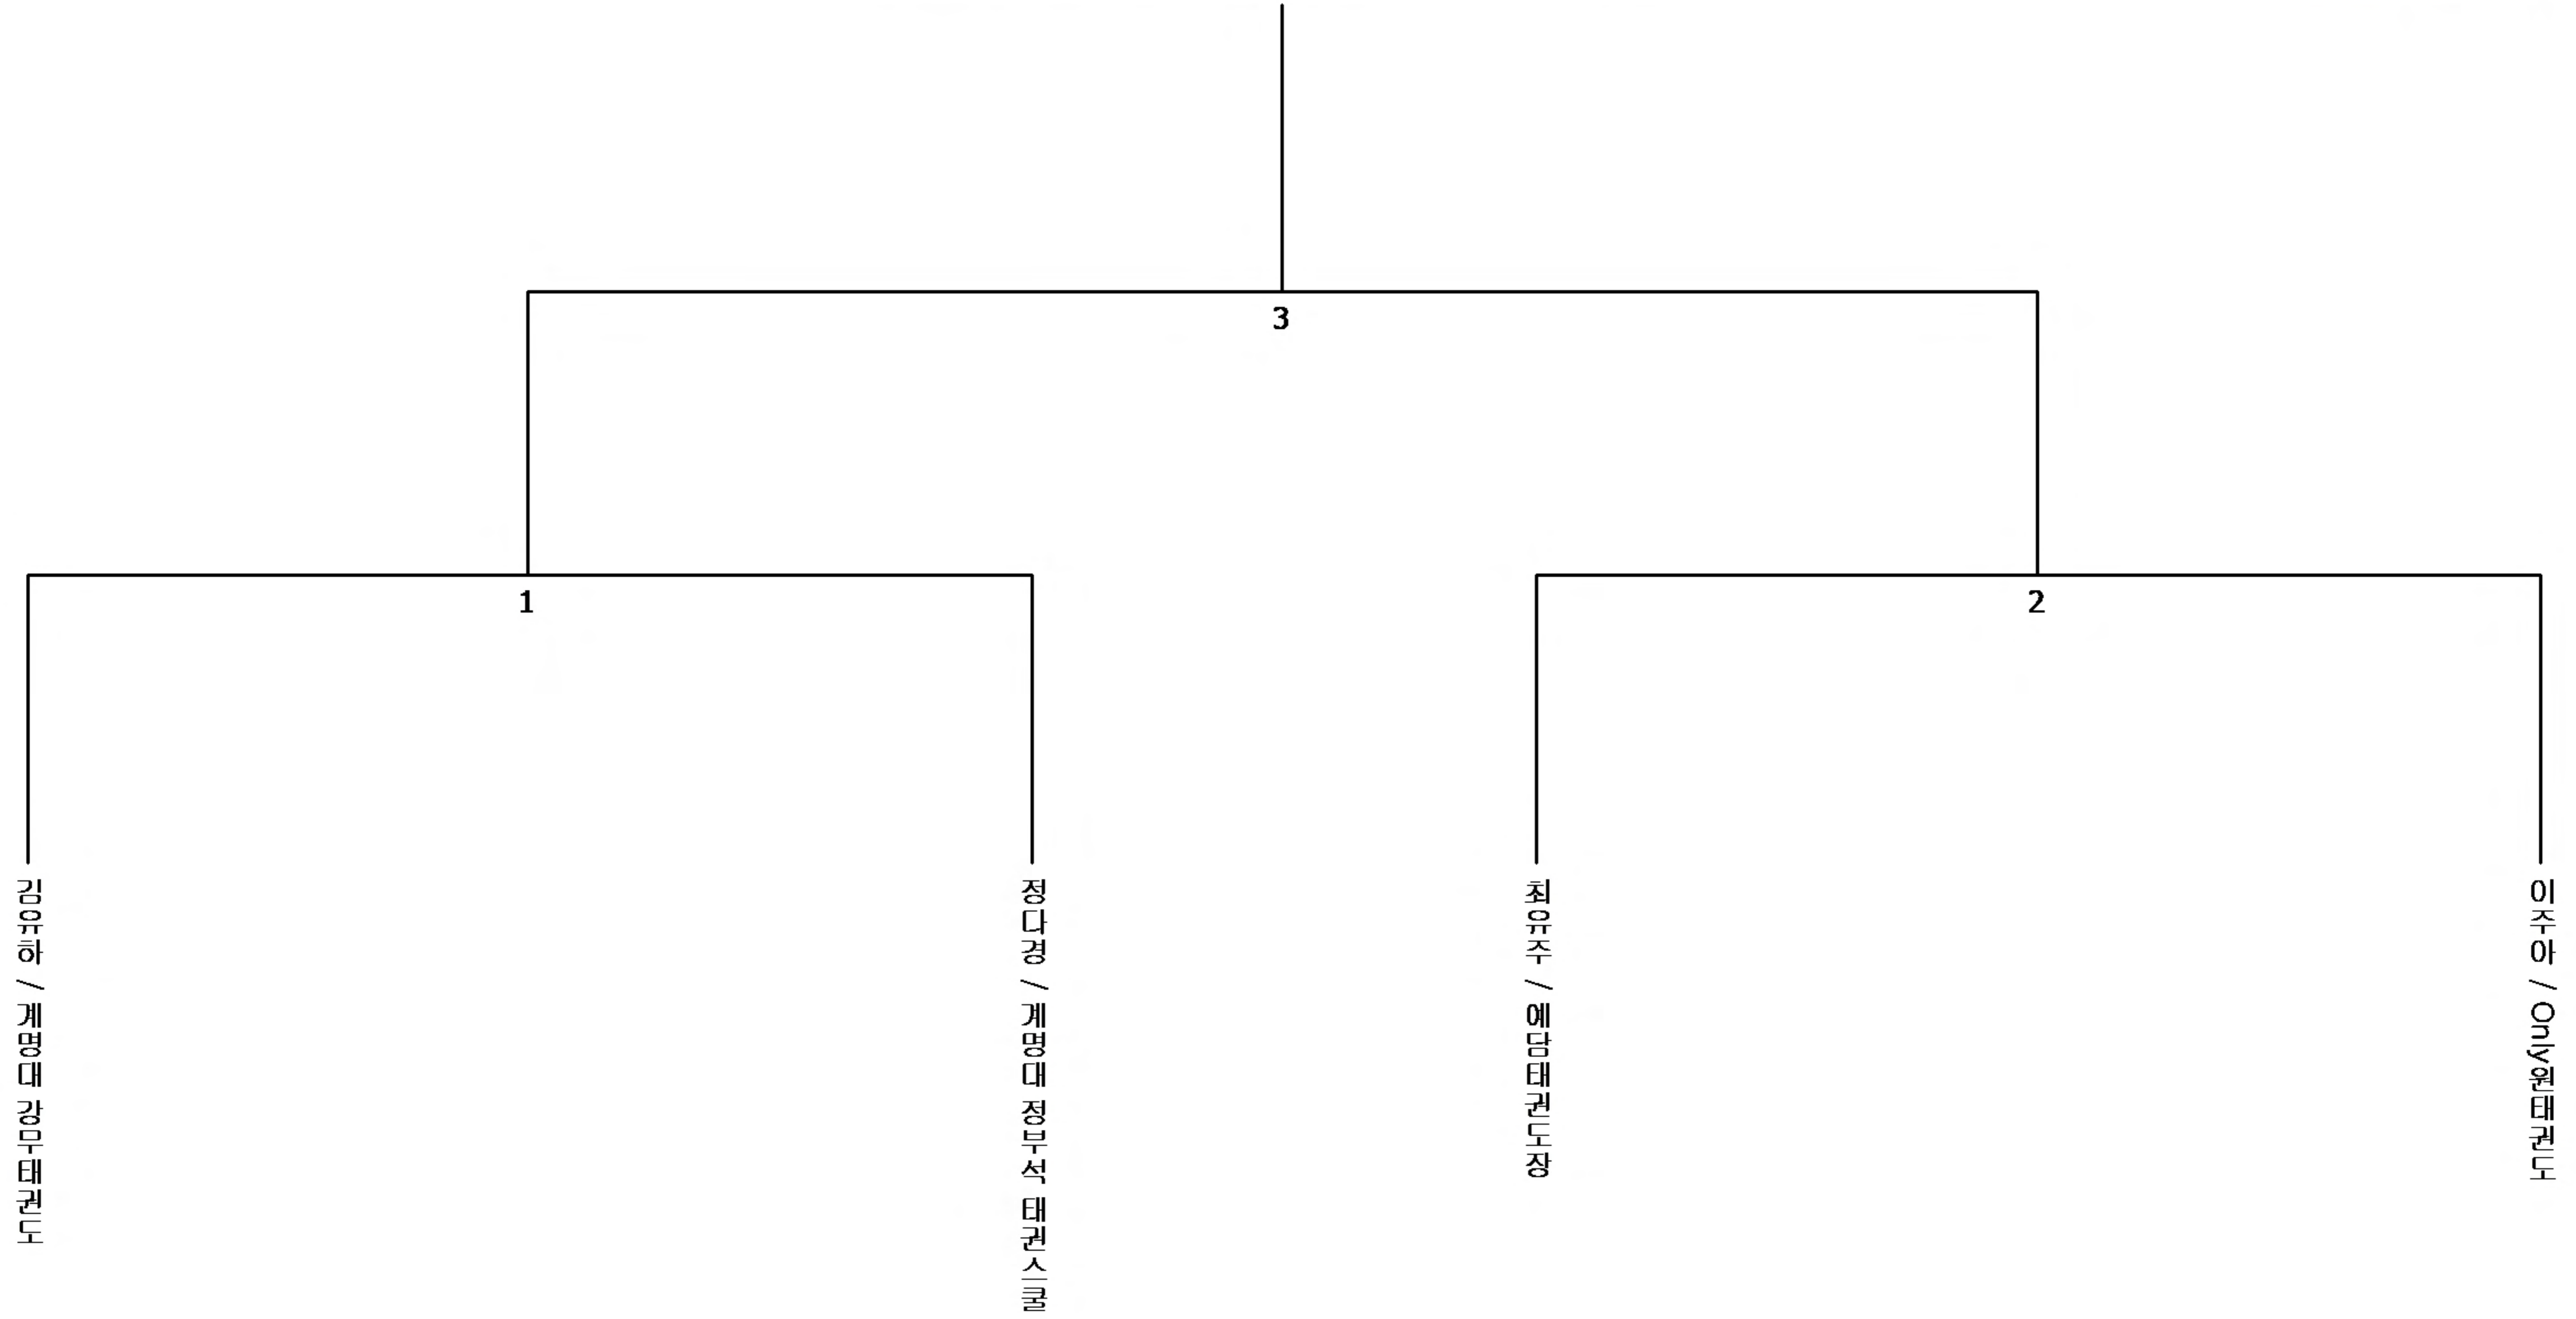 3
1
2
김유하 / 계명대 강무태권도
정다경 / 계명대 정부석 태권스쿨
최유주 / 예담태권도장
이주아 / Only원태권도